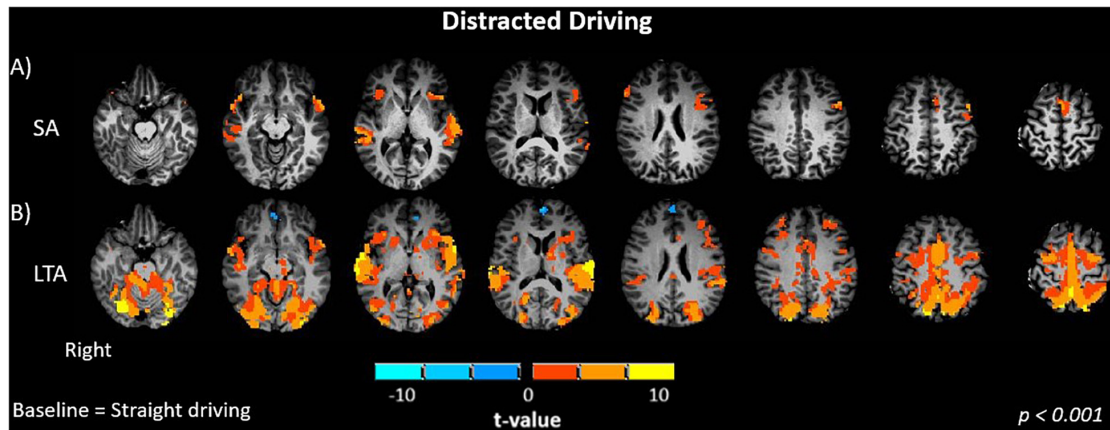 Distracted Driving
A)
SA
B)
LTA
Right
-10 0 10
t-value
Baseline = Straight driving
p < 0.001